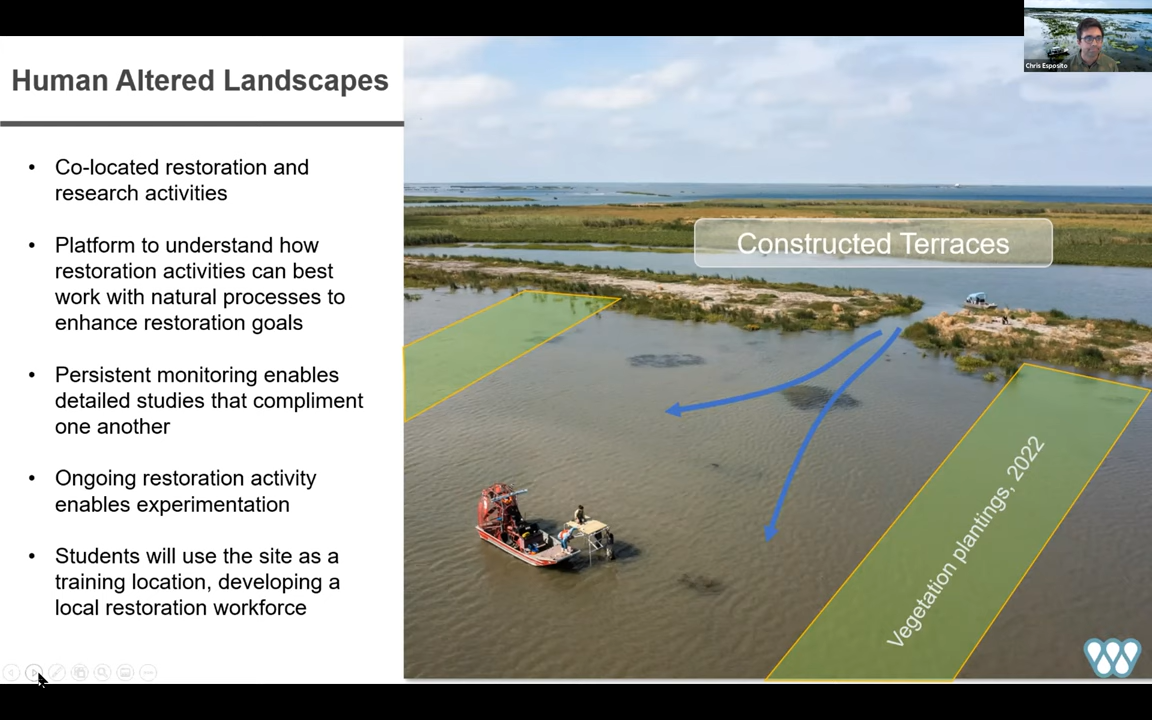 Chris Esposito
Human Altered Landscapes
• Co-located restoration and
research activities
• Platform to understand how
restoration activities can best
work with natural processes to
enhance restoration goals
• Persistent monitoring enables
detailed studies that compliment
one another
• Ongoing restoration activity
enables experimentation
• Students will use the site as a
training location, developing a
local restoration workforce
Constructed Terraces
Vegetation plantings, 2022